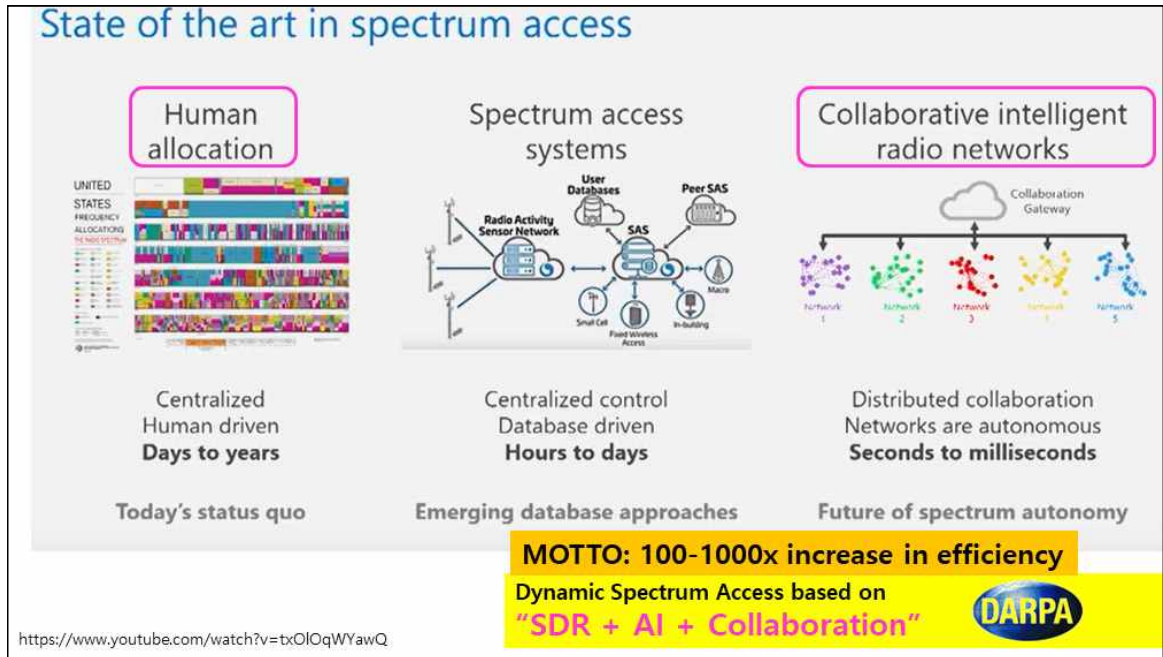 State of the art in spectrum access
Human
allocation
UNITED
STATES
FREQUENCY
ALLOCATIONS
THE RADIO SPECTRUM
Centralized
Human driven
Days to years
Today's status quo
Spectrum access
systems
User
Databases
Peer SAS
Radio Activity
Sensor Network
SAS
Macro
Small Cell
Fixed Wireless
Access
In-building
Centralized control
Database driven
Hours to days
Emerging database approaches
Collaborative intelligent
radio networks
Collaboration
Gateway
Network
1
Network
2
Network
3
Network
Network
5
Distributed collaboration
Networks are autonomous
Seconds to milliseconds
Future of spectrum autonomy
MOTTO: 100-1000x increase in efficiency
Dynamic Spectrum Access based on
"SDR + AI + Collaboration"
DARPA
https://www.youtube.com/watch?v=txOlOqWYawQ